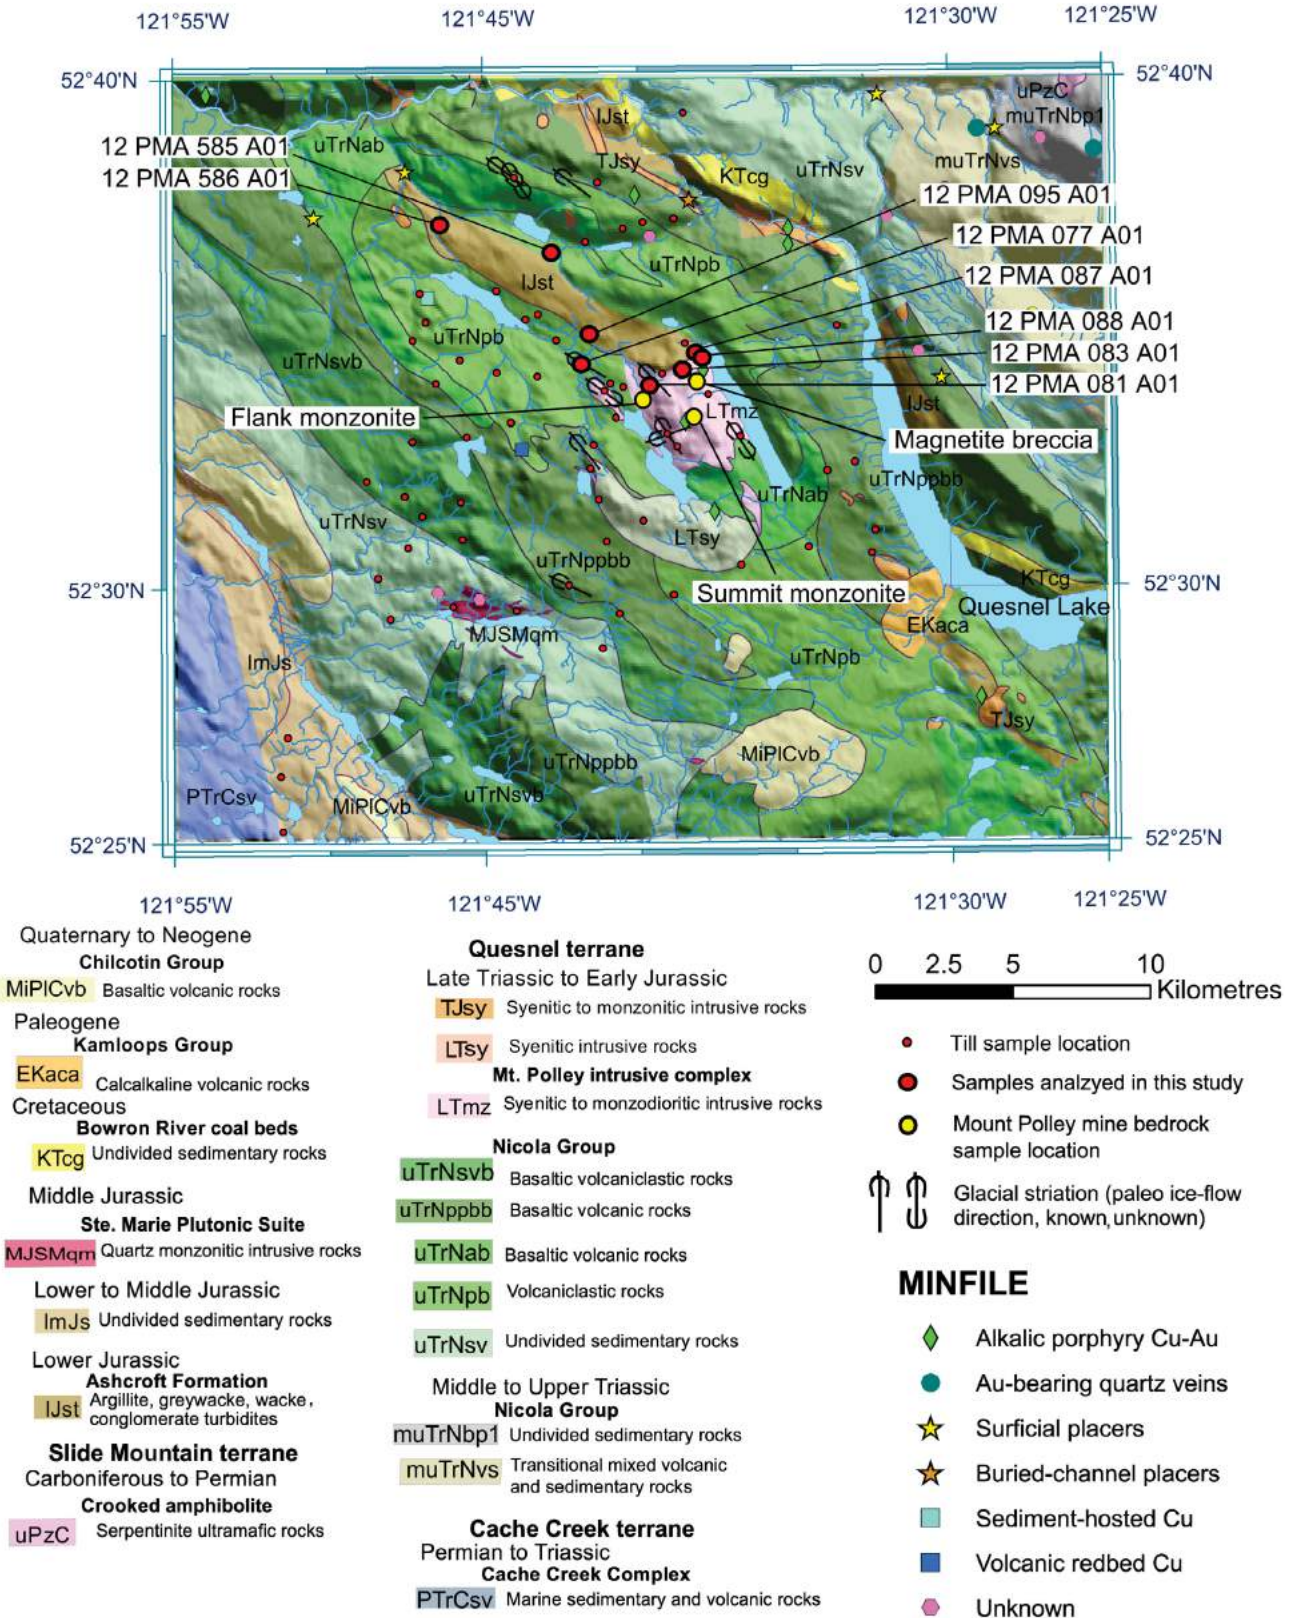 121°55'W 121°45'W 121°30'W 121°25'W
52°40'N 52°40'N
uPzC
IJst muTrNbp1
12 PMA 585 A01 uTrNab
TJsy muTrNvs
12 PMA 586 A01 KTcg uTrNsv
12 PMA 095 A01
12 PMA 077 A01
uTrNpb
12 PMA 087 A01
IJst
12 PMA 088 A01
uTrNpb
12 PMA 083 A01
uTrNsvb
12 PMA 081 A01
IJst
Flank monzonite LTmz
Magnetite breccia
uTrNppbb
uTrNab
uTrNsv
LTsy
uTrNppbb
52°30'N KTcg 52°30'N
Summit monzonite
Quesnel Lake
EKaca
MJSMqm
uTrNpb
ImJs
TJsy
MiPlCvb
uTrNppbb
PTrCsv uTrNsvb
MiPlCvb
52°25'N 52°25'N
121°55'W 121°45'W 121°30'W 121°25'W
Quaternary to Neogene
Chilcotin Group
MiPlCvb Basaltic volcanic rocks
Paleogene
Kamloops Group
EKaca Calcalkaline volcanic rocks
Cretaceous
Bowron River coal beds
KTcg Undivided sedimentary rocks
Middle Jurassic
Ste. Marie Plutonic Suite
MJSMqm Quartz monzonitic intrusive rocks
Lower to Middle Jurassic
ImJs Undivided sedimentary rocks
Lower Jurassic
Ashcroft Formation
IJst Argillite, greywacke, wacke,
conglomerate turbidites
Slide Mountain terrane
Carboniferous to Permian
Crooked amphibolite
uPzC Serpentinite ultramafic rocks
Quesnel terrane
Late Triassic to Early Jurassic
TJsy Syenitic to monzonitic intrusive rocks
LTsy Syenitic intrusive rocks
Mt. Polley intrusive complex
LTmz Syenitic to monzodioritic intrusive rocks
Nicola Group
uTrNsvb Basaltic volcaniclastic rocks
uTrNppbb Basaltic volcanic rocks
uTrNab Basaltic volcanic rocks
uTrNpb Volcaniclastic rocks
uTrNsv Undivided sedimentary rocks
Middle to Upper Triassic
Nicola Group
muTrNbp1 Undivided sedimentary rocks
muTrNvs Transitional mixed volcanic
and sedimentary rocks
Cache Creek terrane
Permian to Triassic
Cache Creek Complex
PTrCsv Marine sedimentary and volcanic rocks
0 2.5 5 10
Kilometres
Till sample location
Samples analzyed in this study
Mount Polley mine bedrock
sample location
Glacial striation (paleo ice-flow
direction, known, unknown)
MINFILE
Alkalic porphyry Cu-Au
Au-bearing quartz veins
Surficial placers
Buried-channel placers
Sediment-hosted Cu
Volcanic redbed Cu
Unknown